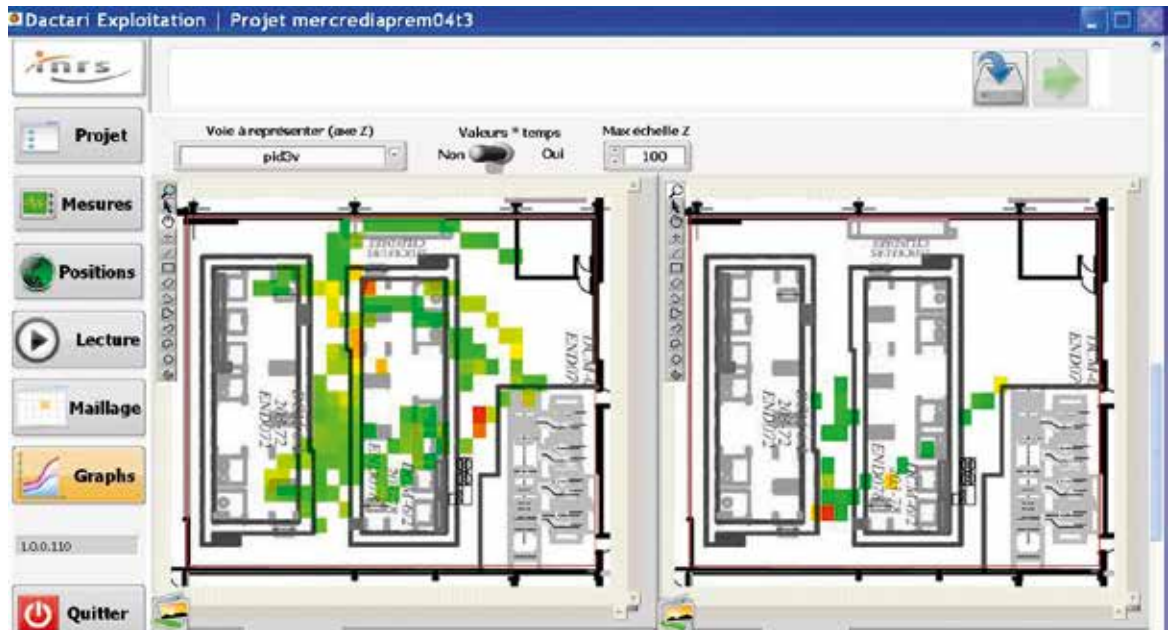 Dactari Exploitation | Projet mercrediaprem04t3
inrs
Projet
Voie à représenter (axe Z)
Valeurs * temps
Max échelle Z
pid3v
Non
Oui
100
Mesures
Positions
Lecture
Maillage
Graphs
1.0.0.110
Quitter